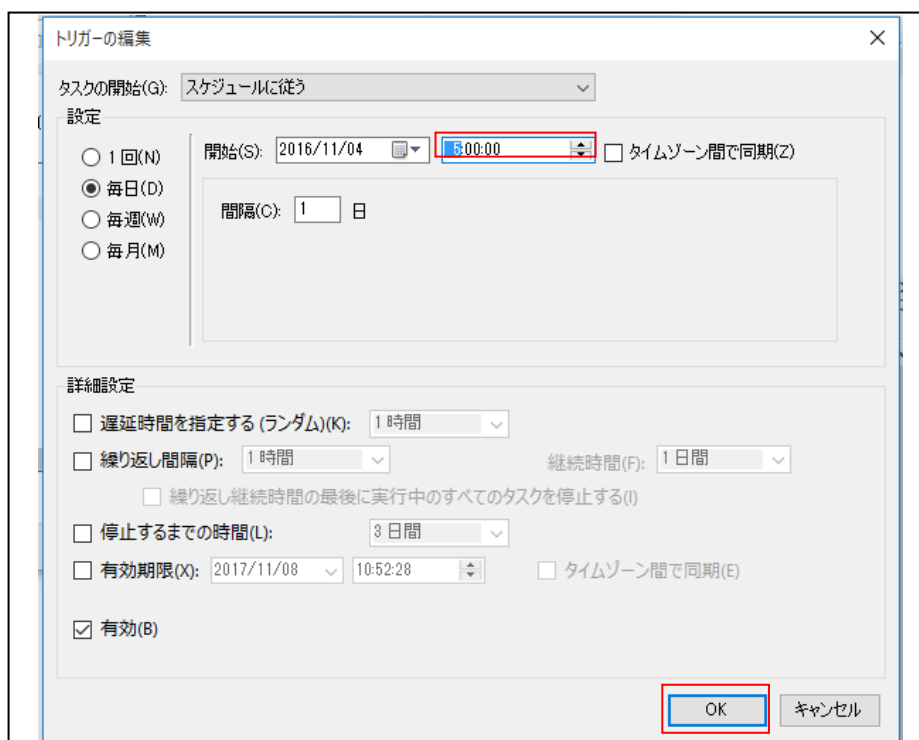 トリガーの編集
タスクの開始(G): スケジュールに従う
設定
1 回(N)
毎日(D)
毎週(W)
毎月(M)
開始(S): 2016/11/04 5:00:00 タイムゾーン間で同期(Z)
間隔(C): 1 日
詳細設定
遅延時間を指定する (ランダム)(K): 1 時間
繰り返し間隔(P): 1 時間 継続時間(F): 1 日間
繰り返し継続時間の最後に実行中のすべてのタスクを停止する(I)
停止するまでの時間(L): 3 日間
有効期限(X): 2017/11/08 10:52:28 タイムゾーン間で同期(E)
有効(B)
OK キャンセル